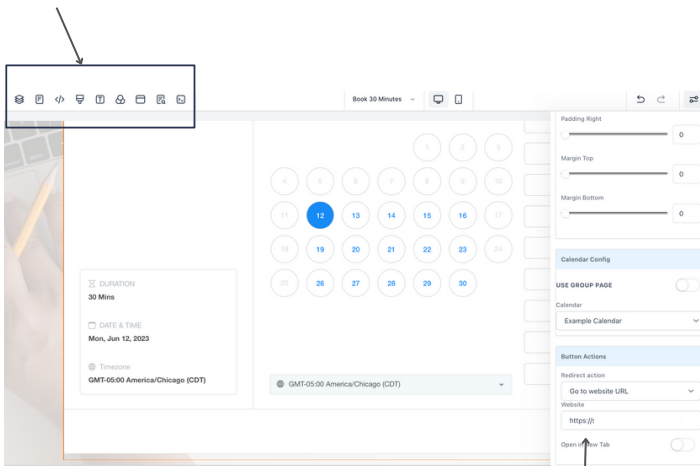 Book 30 Minutes
Padding Right
0
Margin Top
0
Margin Bottom
0
1 2 3
4 5 6 7 8 9 10
11 12 13 14 15 16 17
18 19 20 21 22 23 24
25 26 27 28 29 30
Calendar Config
USE GROUP PAGE
Calendar
Example Calendar
DURATION
30 Mins
DATE & TIME
Mon, Jun 12, 2023
Timezone
GMT-05:00 America/Chicago (CDT)
GMT-05:00 America/Chicago (CDT)
Button Actions
Redirect action
Go to website URL
Website
https://
Open in New Tab